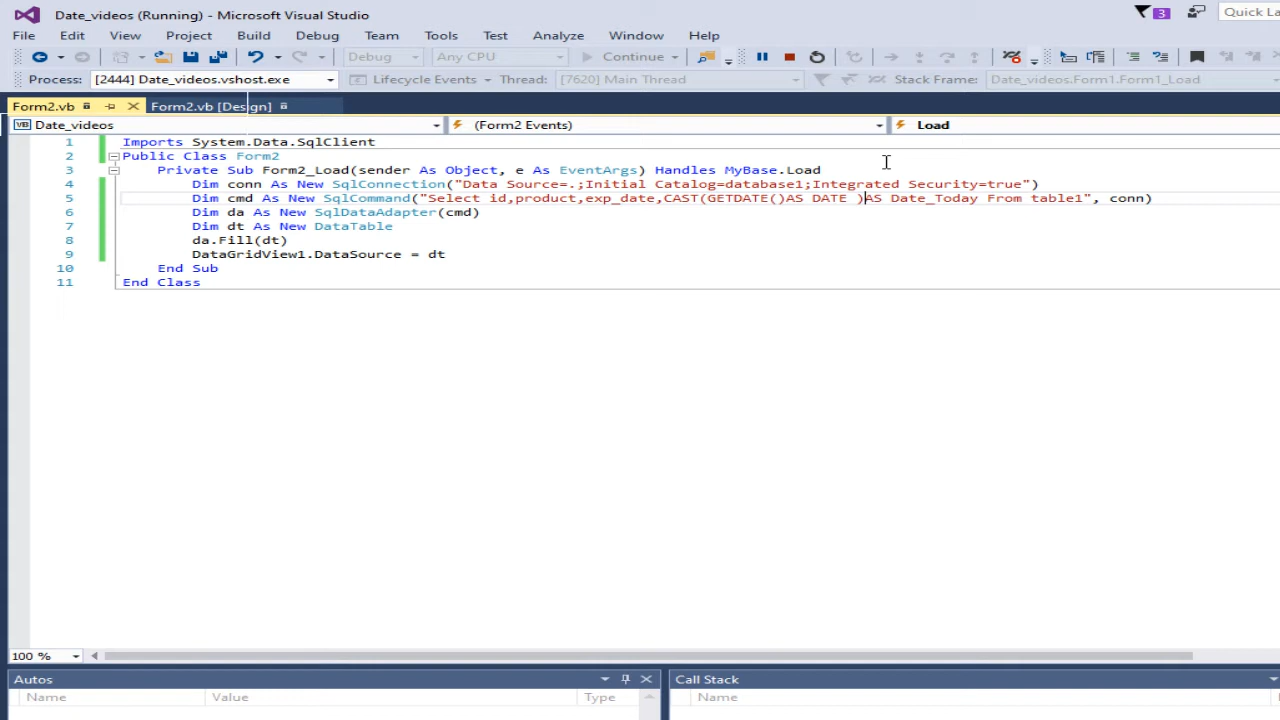 Date_videos (Running) - Microsoft Visual Studio
3
Quick La
File Edit View Project Build Debug Team Tools Test Analyze Window Help
Debug Any CPU Continue
Process: [2444] Date_videos.vshost.exe Lifecycle Events Thread: [7620] Main Thread Stack Frame: Date_videos.Form1.Form1_Load
Form2.vb Form2.vb [Design]
VB Date_videos (Form2 Events) Load
1 Imports System.Data.SqlClient
2 Public Class Form2
3 Private Sub Form2_Load(sender As Object, e As EventArgs) Handles MyBase.Load
4 Dim conn As New SqlConnection("Data Source=.;Initial Catalog=database1;Integrated Security=true")
5 Dim cmd As New SqlCommand("Select id,product,exp_date,CAST(GETDATE()AS DATE )AS Date_Today From table1", conn)
6 Dim da As New SqlDataAdapter(cmd)
7 Dim dt As New DataTable
8 da.Fill(dt)
9 DataGridView1.DataSource = dt
10 End Sub
11 End Class
100 %
Autos Call Stack
Name Value Type Name